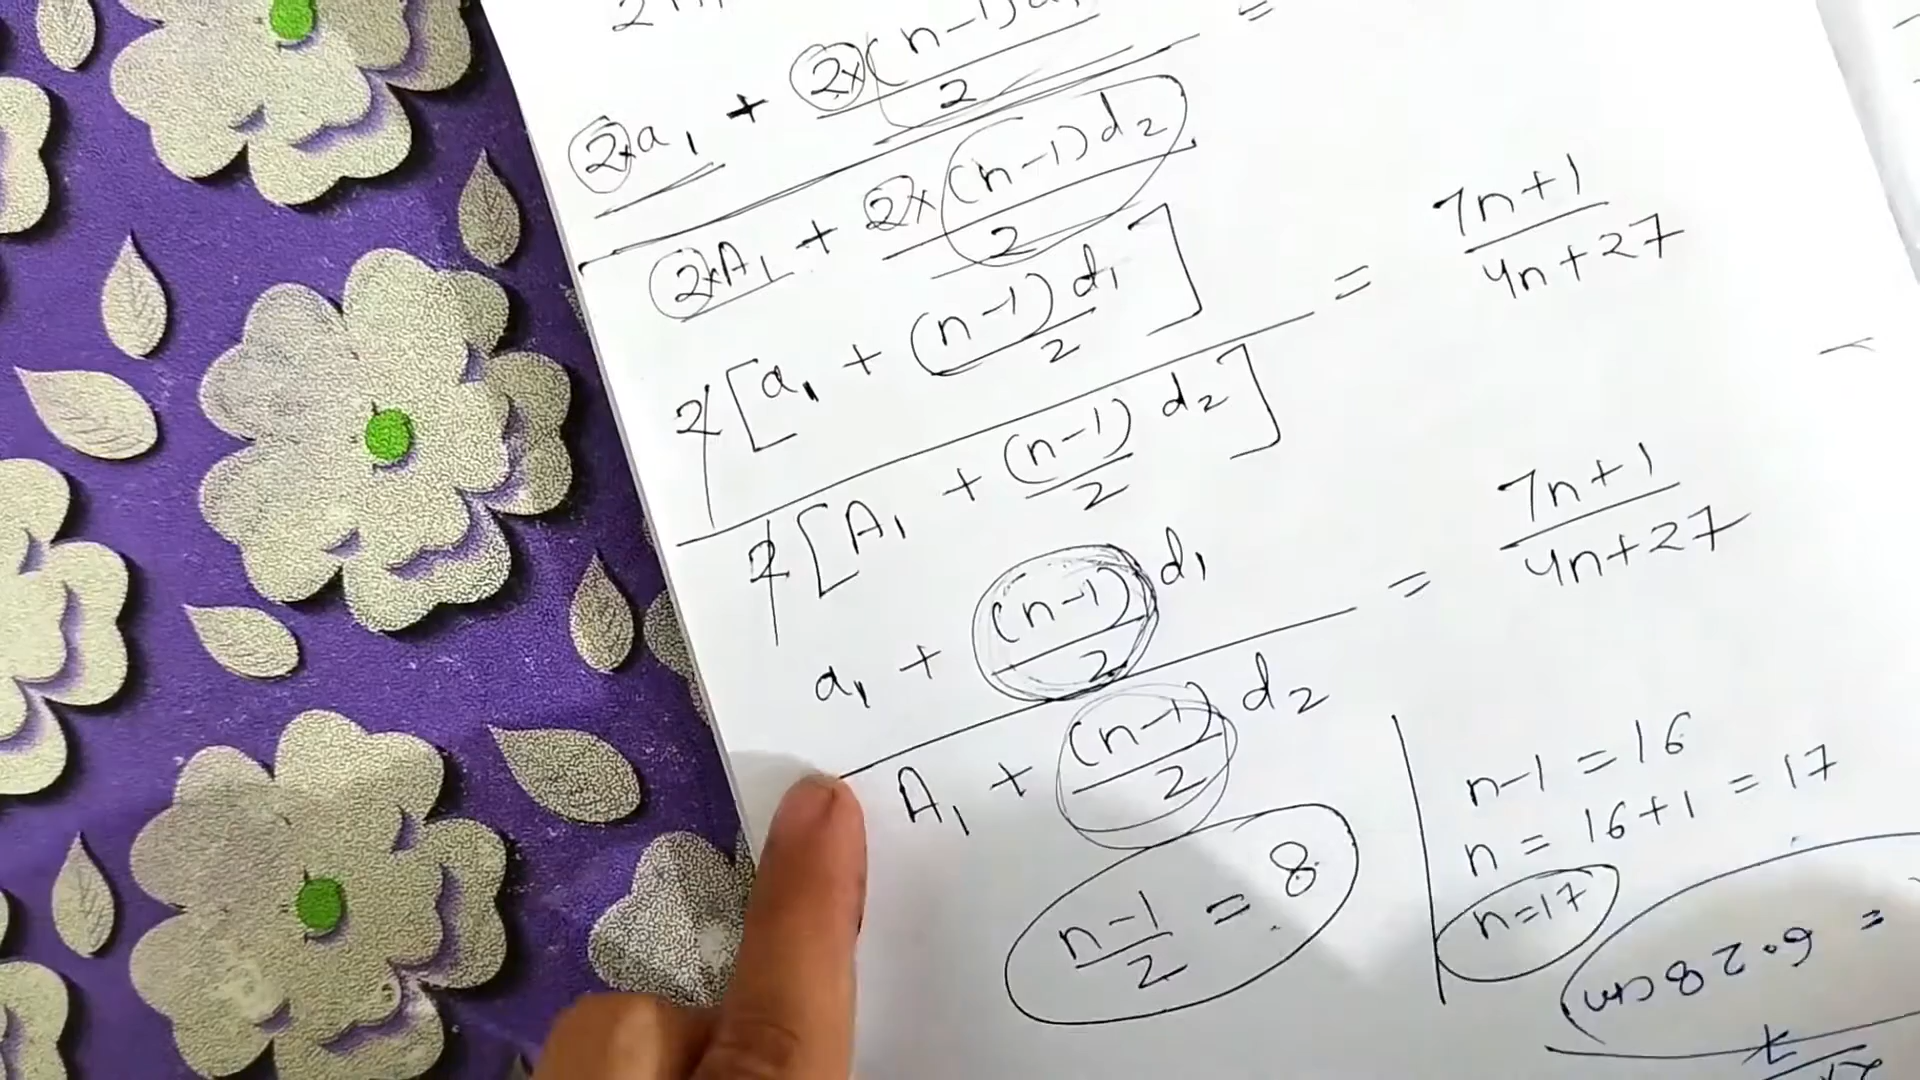 2a₁ + 2×(n-1)d₁/2 =
2×A₁ + 2×(n-1)d₂/2
2[a₁ + (n-1)/2 d₁] / 2[A₁ + (n-1)/2 d₂] = 7n+1 / 4n+27
a₁ + (n-1)/2 d₁ / A₁ + (n-1)/2 d₂ = 7n+1 / 4n+27
n-1/2 = 8
n-1 = 16
n = 16+1 = 17
n=17
= 6.28cm